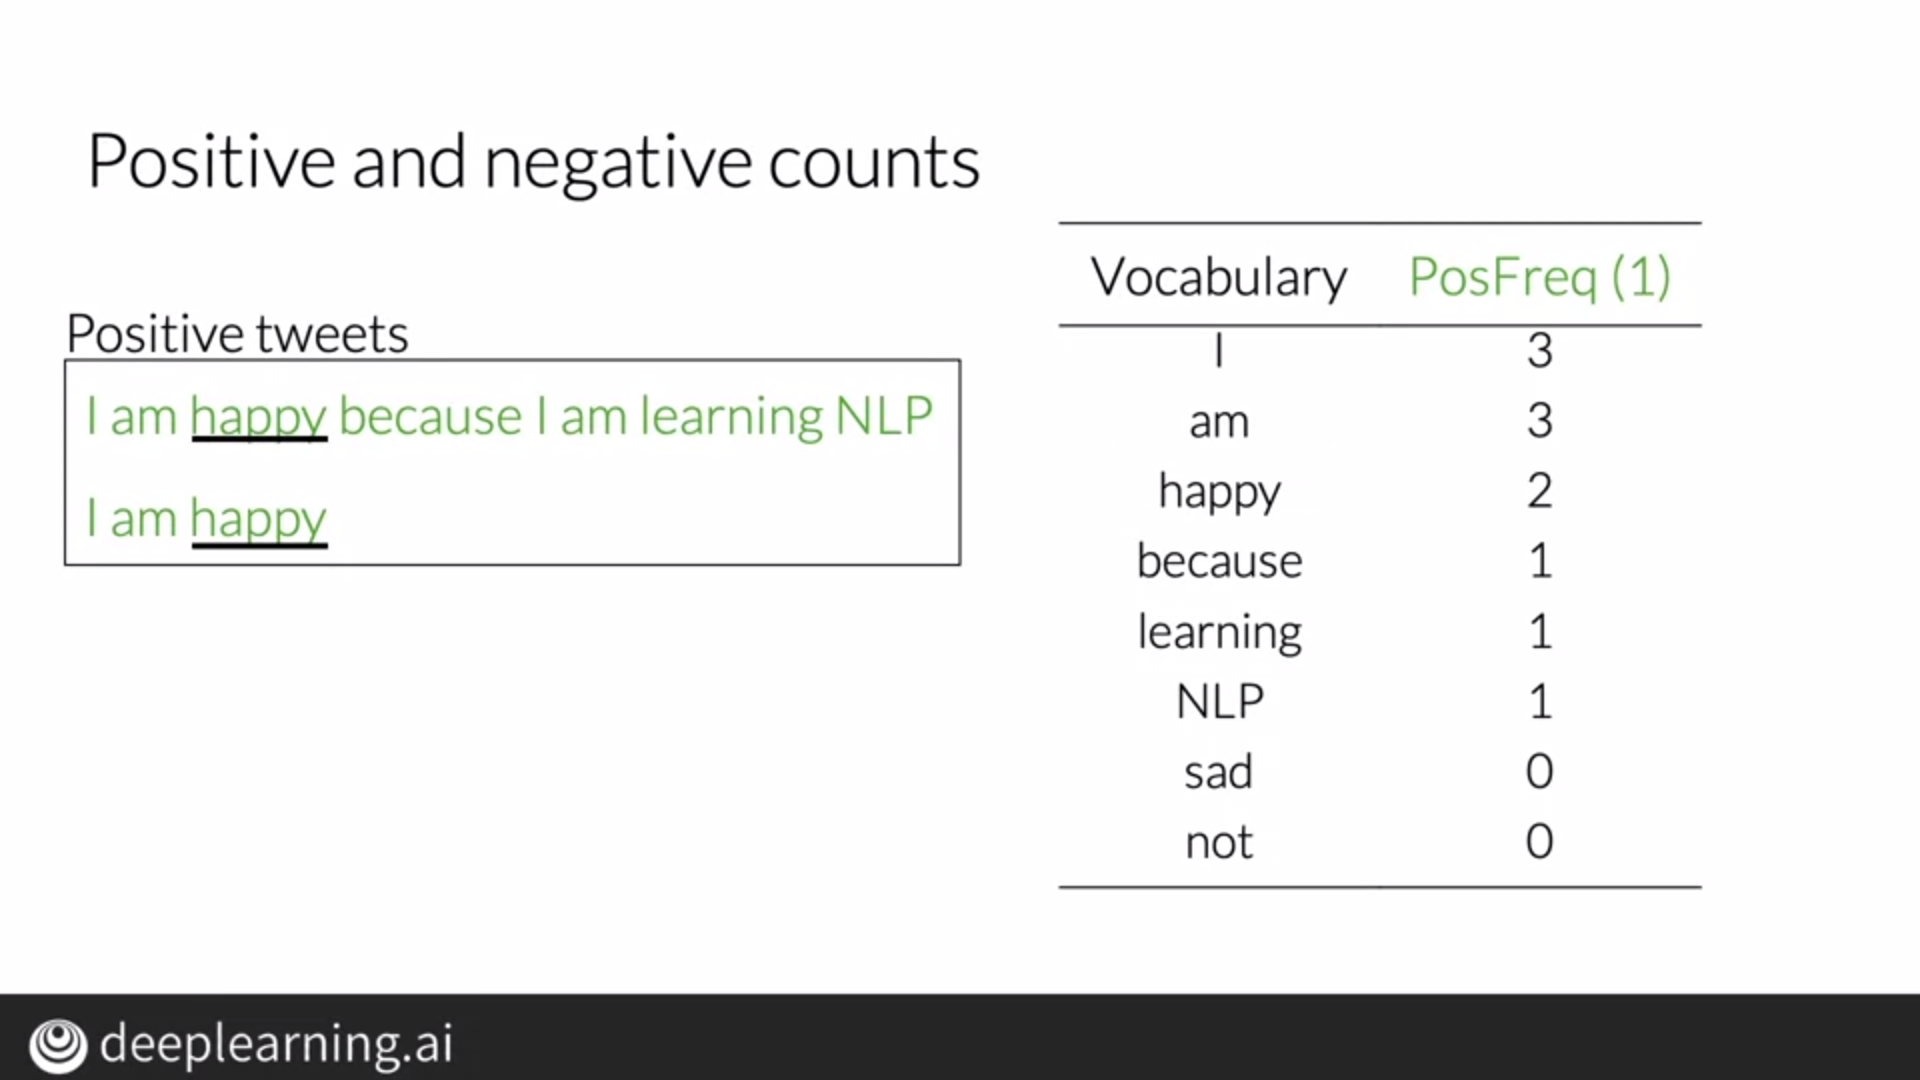 Positive and negative counts
Positive tweets
I am happy because I am learning NLP
I am happy
Vocabulary PosFreq (1)
I 3
am 3
happy 2
because 1
learning 1
NLP 1
sad 0
not 0
deeplearning.ai